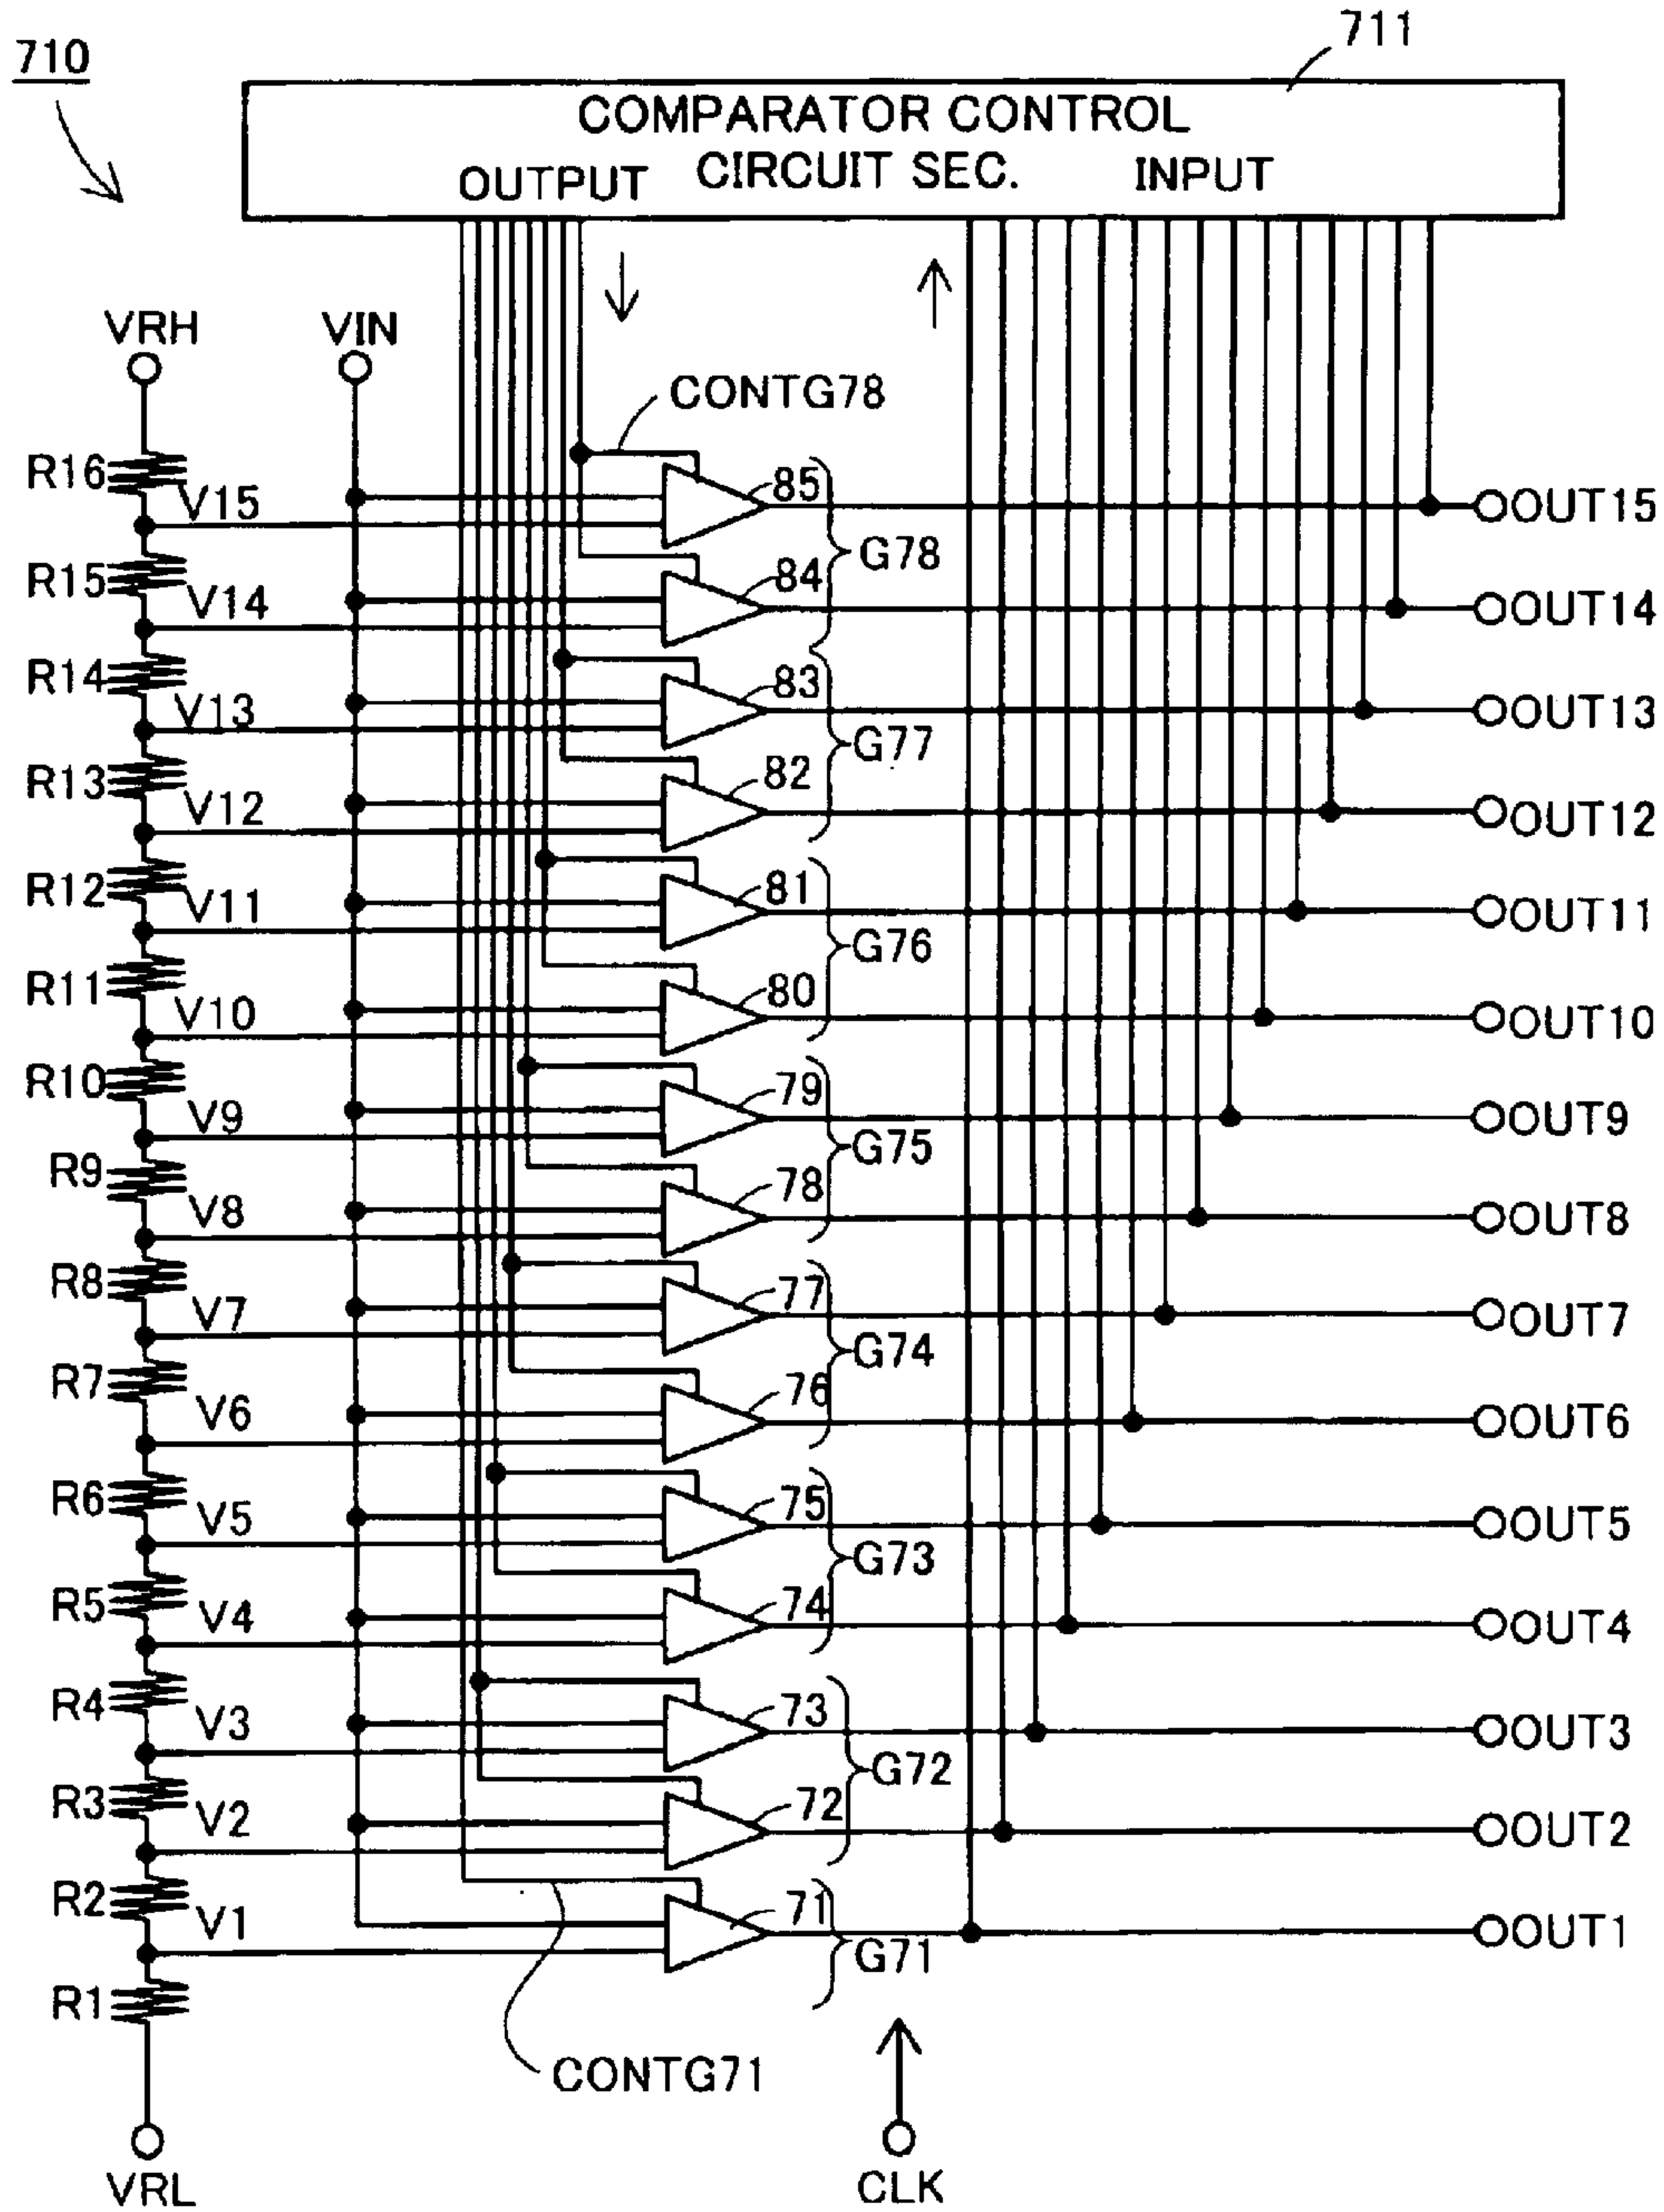 710
711
COMPARATOR CONTROL
CIRCUIT SEC.
OUTPUT
INPUT
VRH
VIN
CONTG78
R16
V15
85
OUT15
G78
R15
V14
84
OUT14
R14
V13
83
OUT13
G77
R13
V12
82
OUT12
R12
V11
81
OUT11
G76
R11
V10
80
OUT10
R10
V9
79
OUT9
G75
R9
V8
78
OUT8
R8
V7
77
OUT7
G74
R7
V6
76
OUT6
R6
V5
75
OUT5
G73
R5
V4
74
OUT4
R4
V3
73
OUT3
G72
R3
V2
72
OUT2
R2
V1
71
OUT1
G71
R1
CONTG71
VRL
CLK